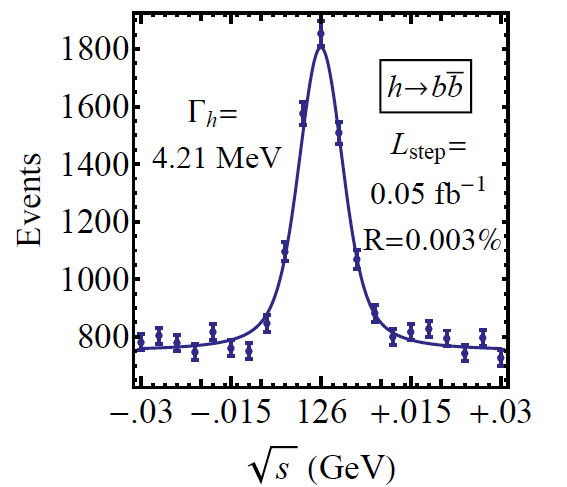 1800
1600
1400
1200
1000
800
Events
Γh=
4.21 MeV
h→bb̅
Lstep=
0.05 fb⁻¹
R=0.003%
−.03 −.015 126 +.015 +.03
√s (GeV)